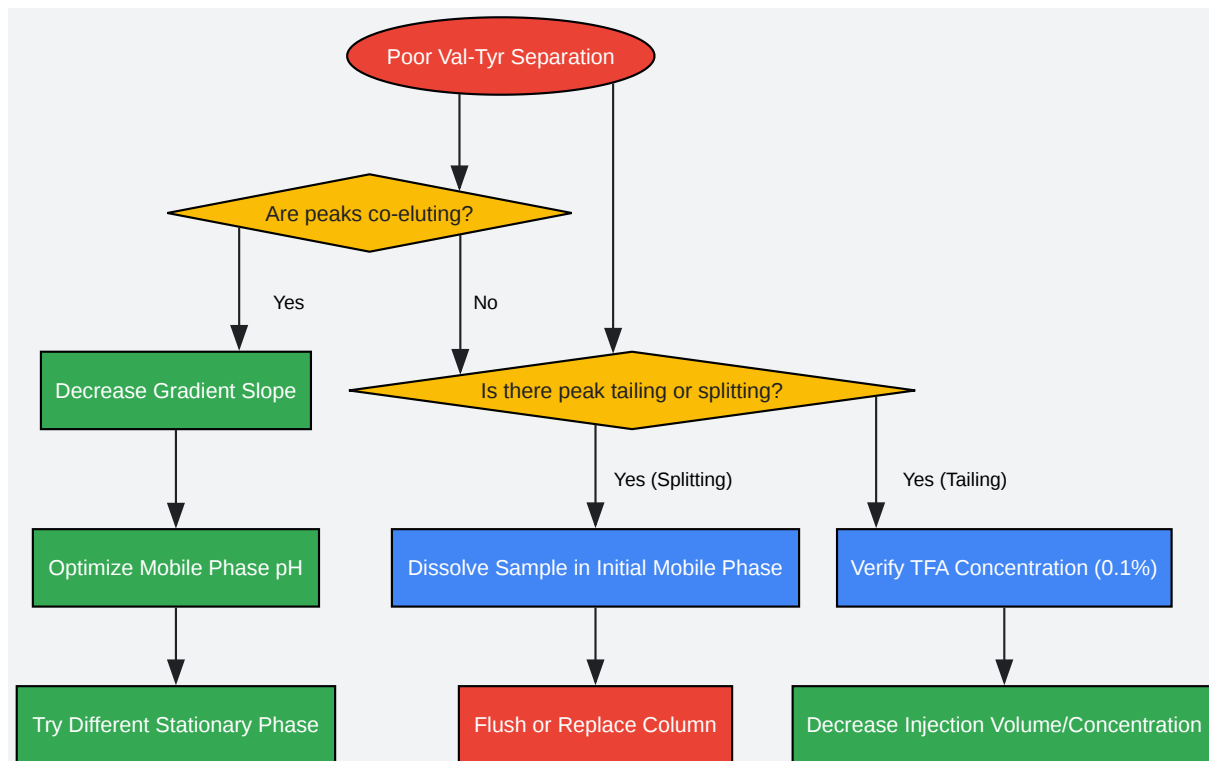 Poor Val-Tyr Separation
Are peaks co-eluting?
Yes
No
Decrease Gradient Slope
Is there peak tailing or splitting?
Yes (Splitting)
Yes (Tailing)
Optimize Mobile Phase pH
Dissolve Sample in Initial Mobile Phase
Verify TFA Concentration (0.1%)
Try Different Stationary Phase
Flush or Replace Column
Decrease Injection Volume/Concentration